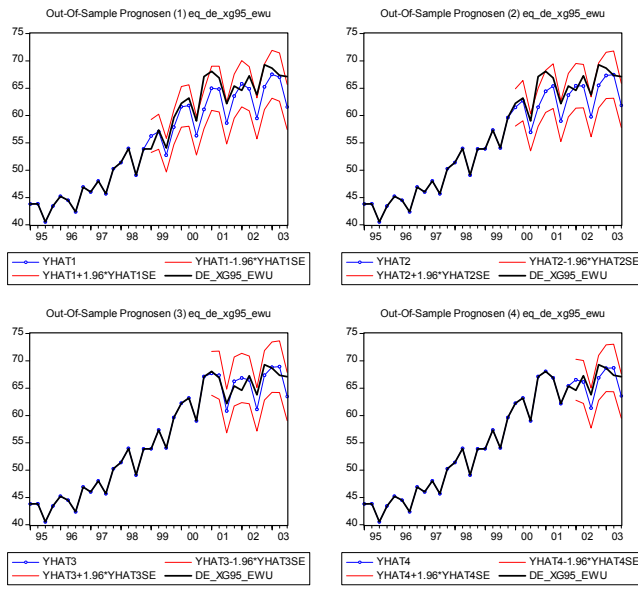 Out-Of-Sample Prognosen (1) eq_de_xg95_ewu
75
70
65
60
55
50
45
40
95 96 97 98 99 00 01 02 03
YHAT1 YHAT1-1.96*YHAT1SE
YHAT1+1.96*YHAT1SE DE_XG95_EWU
Out-Of-Sample Prognosen (2) eq_de_xg95_ewu
75
70
65
60
55
50
45
40
95 96 97 98 99 00 01 02 03
YHAT2 YHAT2-1.96*YHAT2SE
YHAT2+1.96*YHAT2SE DE_XG95_EWU
Out-Of-Sample Prognosen (3) eq_de_xg95_ewu
75
70
65
60
55
50
45
40
95 96 97 98 99 00 01 02 03
YHAT3 YHAT3-1.96*YHAT3SE
YHAT3+1.96*YHAT3SE DE_XG95_EWU
Out-Of-Sample Prognosen (4) eq_de_xg95_ewu
75
70
65
60
55
50
45
40
95 96 97 98 99 00 01 02 03
YHAT4 YHAT4-1.96*YHAT4SE
YHAT4+1.96*YHAT4SE DE_XG95_EWU